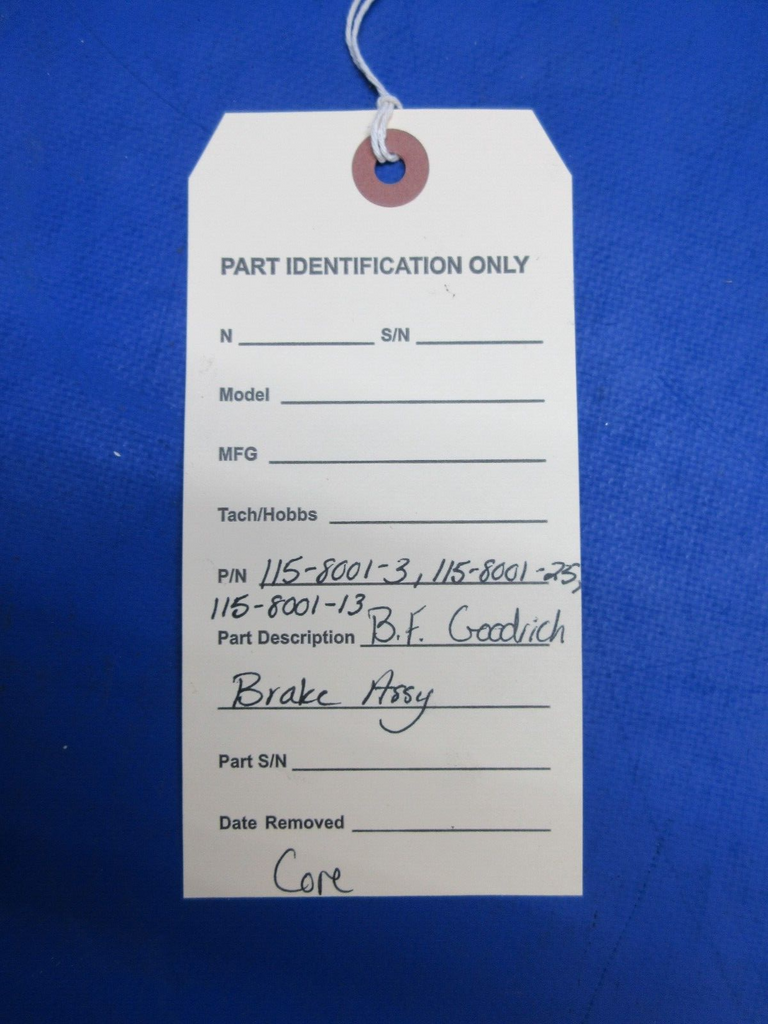 PART IDENTIFICATION ONLY
N S/N
Model
MFG
Tach/Hobbs
P/N 115-8001-3, 115-8001-25,
115-8001-13
Part Description B.F. Goodrich
Brake Assy
Part S/N
Date Removed
Core